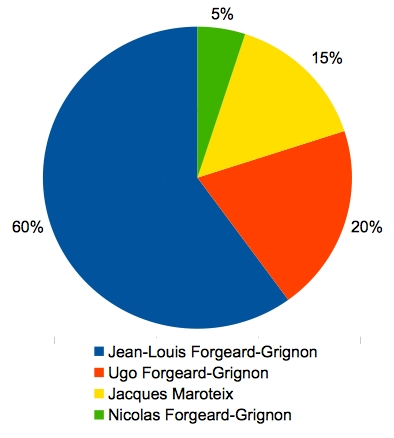 5%
15%
60%
20%
Jean-Louis Forgeard-Grignon
Ugo Forgeard-Grignon
Jacques Maroteix
Nicolas Forgeard-Grignon